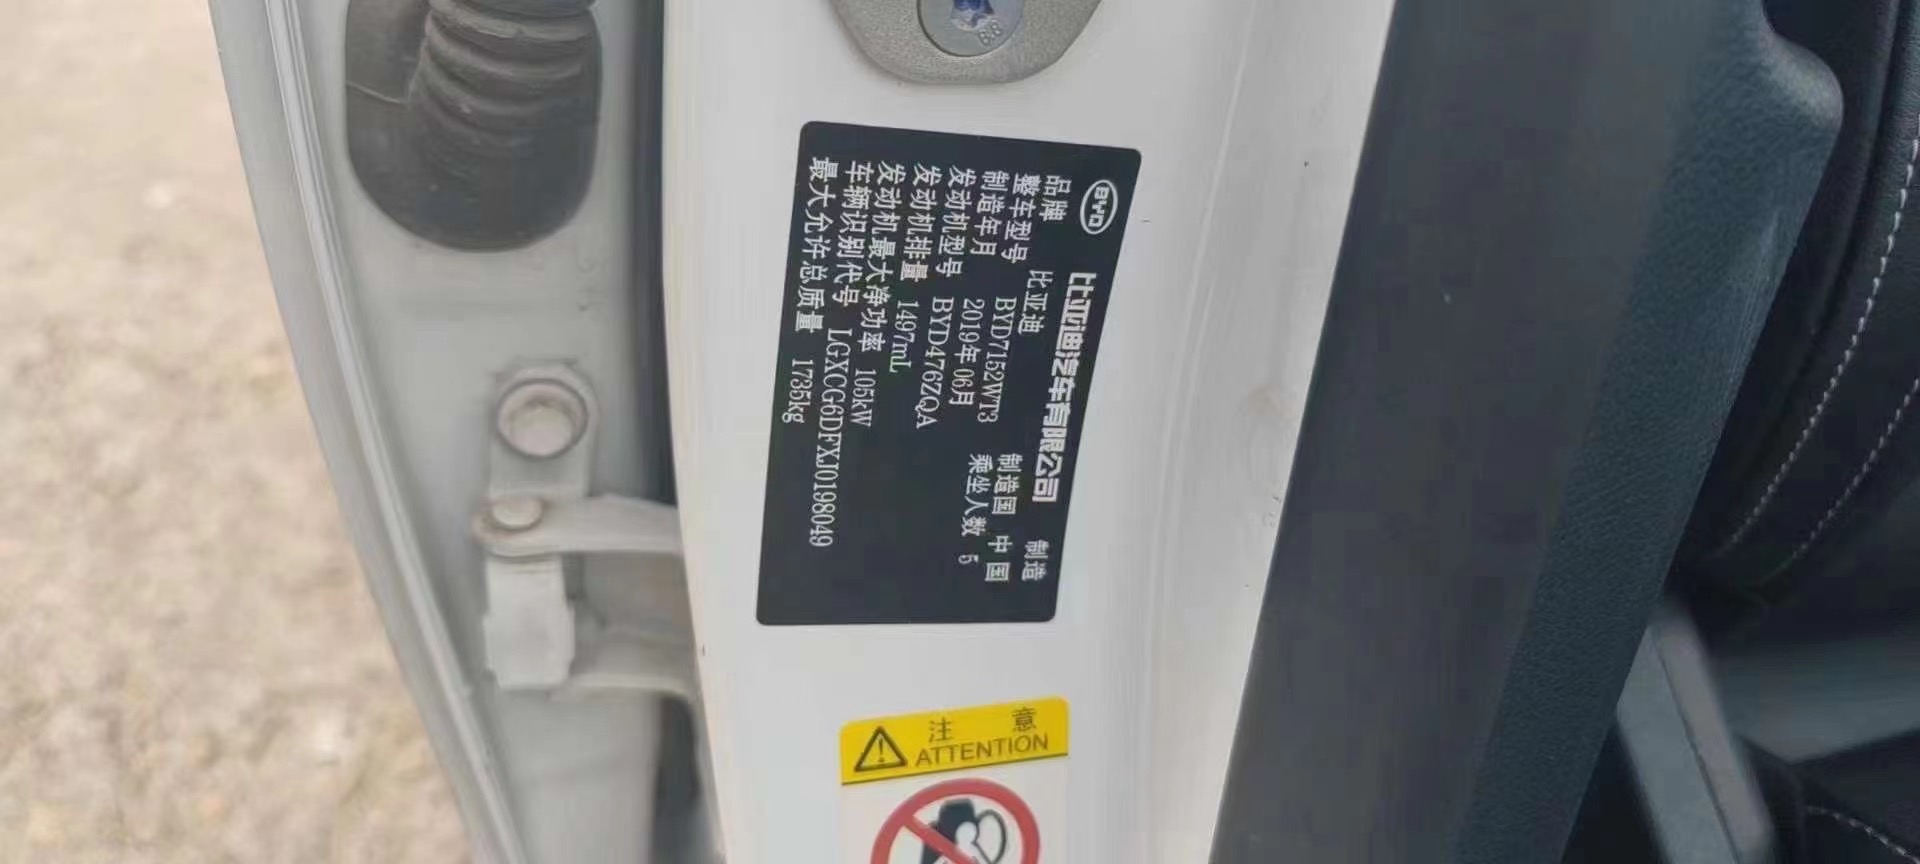 8.8
BYD 比亚迪汽车有限公司 制造
品牌 比亚迪 制造国 中国
整车型号 BYD7152WT3 乘坐人数 5
制造年月 2019年06月
发动机型号 BYD476ZQA
发动机排量 1497mL
发动机最大净功率 105kW
车辆识别代号 LGXCG6DFXJ0198049
最大允许总质量 1735kg
注 意
ATTENTION